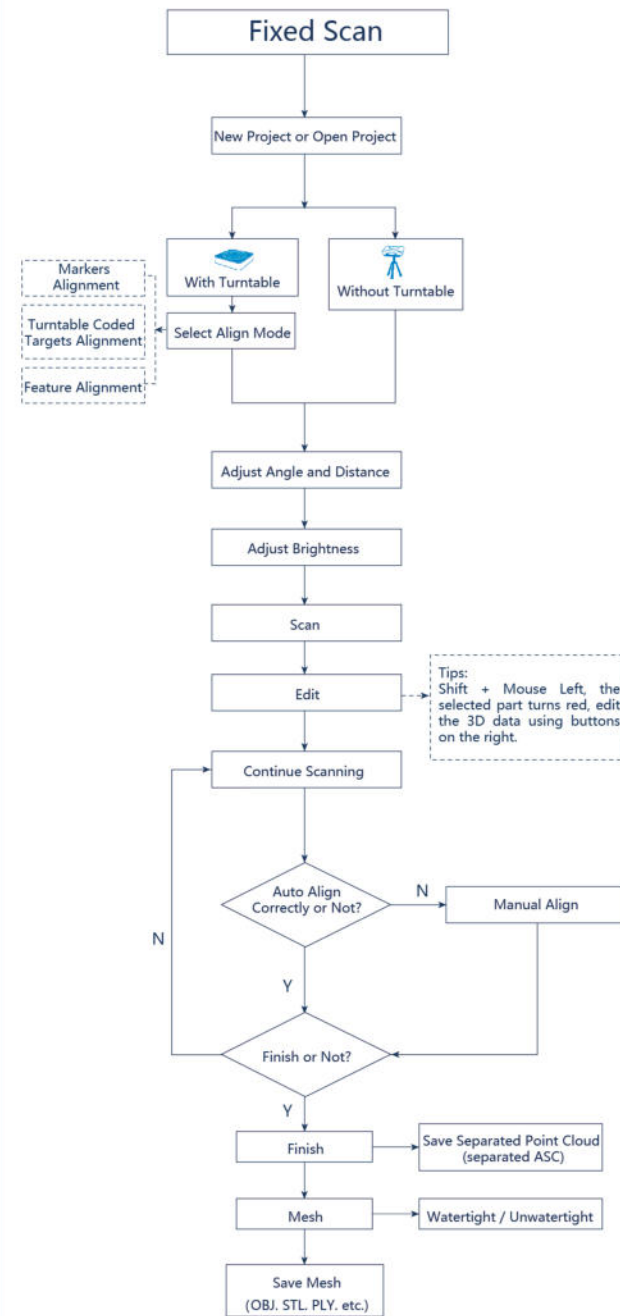 Fixed Scan
New Project or Open Project
With Turntable
Without Turntable
Markers
Alignment
Turntable Coded
Targets Alignment
Feature Alignment
Select Align Mode
Adjust Angle and Distance
Adjust Brightness
Scan
Edit
Tips:
Shift + Mouse Left, the
selected part turns red, edit
the 3D data using buttons
on the right.
Continue Scanning
Auto Align
Correctly or Not?
N
Manual Align
N
Y
Finish or Not?
Y
Finish
Save Separated Point Cloud
(separated ASC)
Mesh
Watertight / Unwatertight
Save Mesh
(OBJ. STL. PLY. etc.)